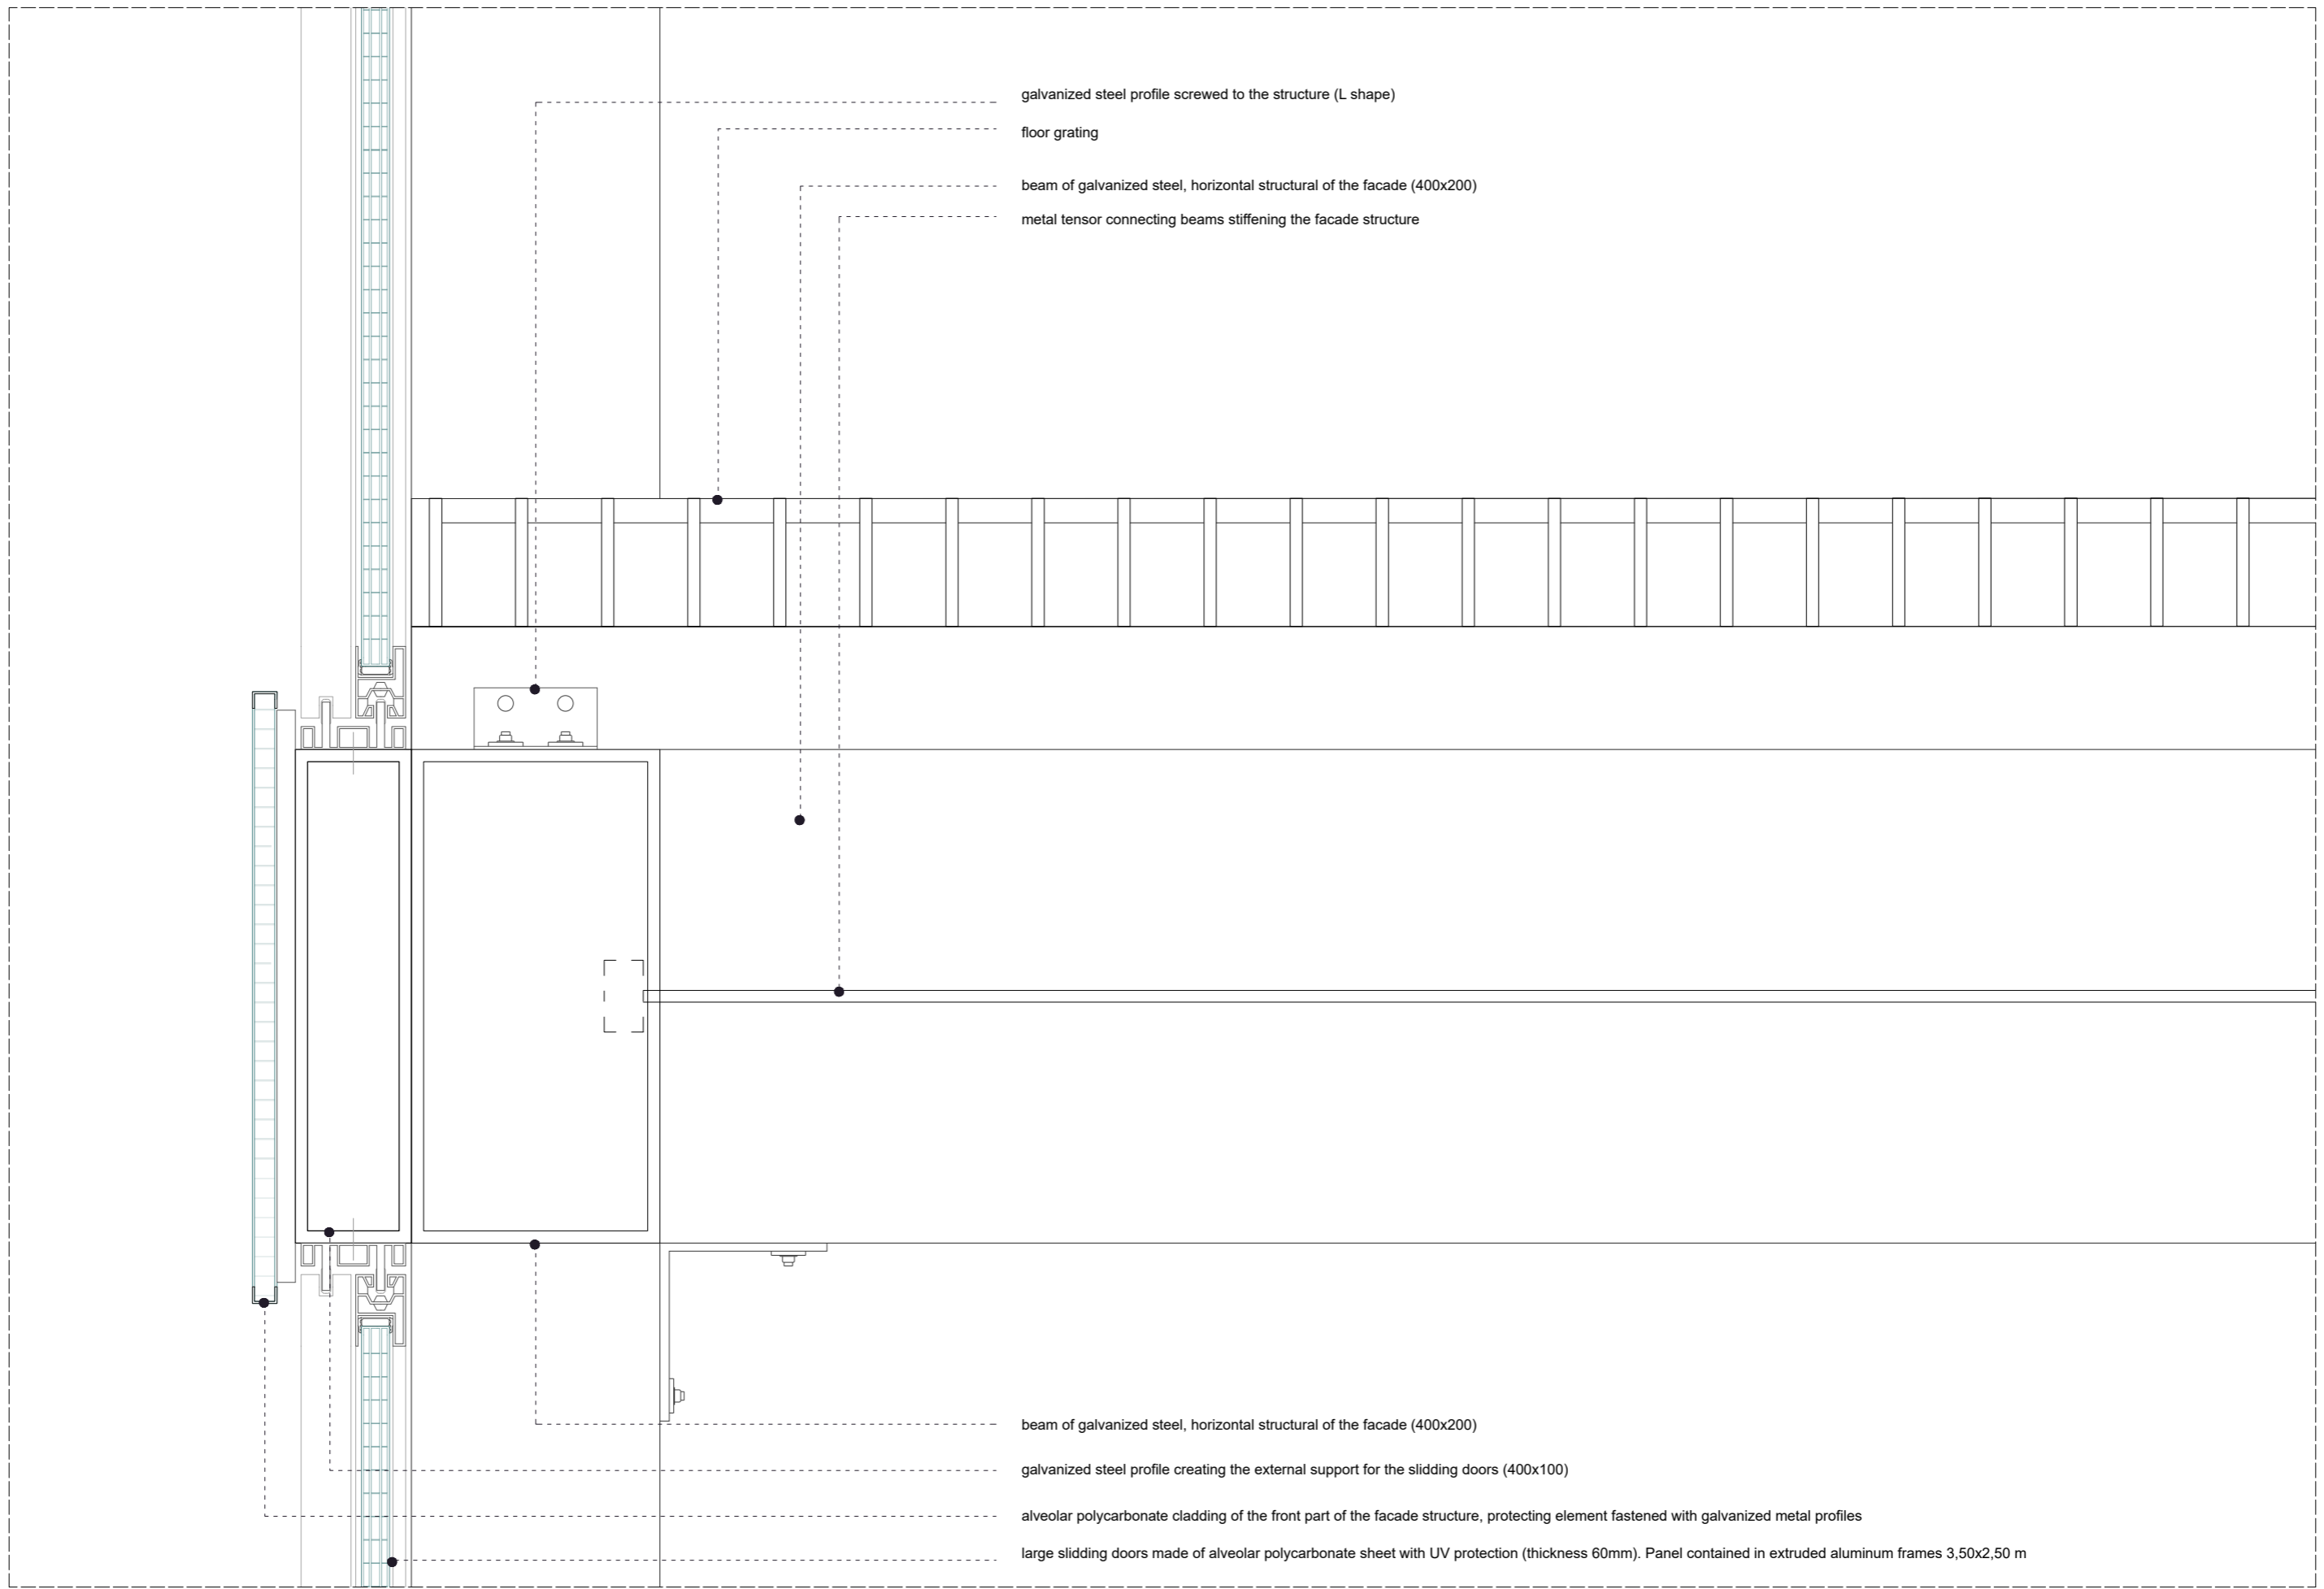 galvanized steel profile screwed to the structure (L shape)
floor grating
beam of galvanized steel, horizontal structural of the facade (400x200)
metal tensor connecting beams stiffening the facade structure
beam of galvanized steel, horizontal structural of the facade (400x200)
galvanized steel profile creating the external support for the slidding doors (400x100)
alveolar polycarbonate cladding of the front part of the facade structure, protecting element fastened with galvanized metal profiles
large slidding doors made of alveolar polycarbonate sheet with UV protection (thickness 60mm). Panel contained in extruded aluminum frames 3,50x2,50 m